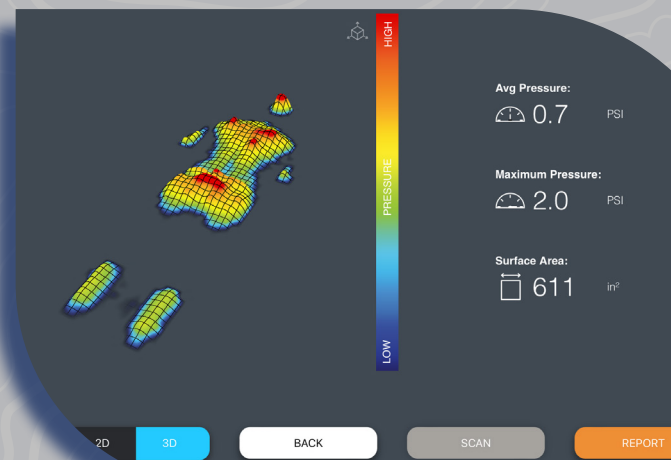 HIGH
PRESSURE
LOW
Avg Pressure:
0.7 PSI
Maximum Pressure:
2.0 PSI
Surface Area:
611 in²
2D
3D
BACK
SCAN
REPORT